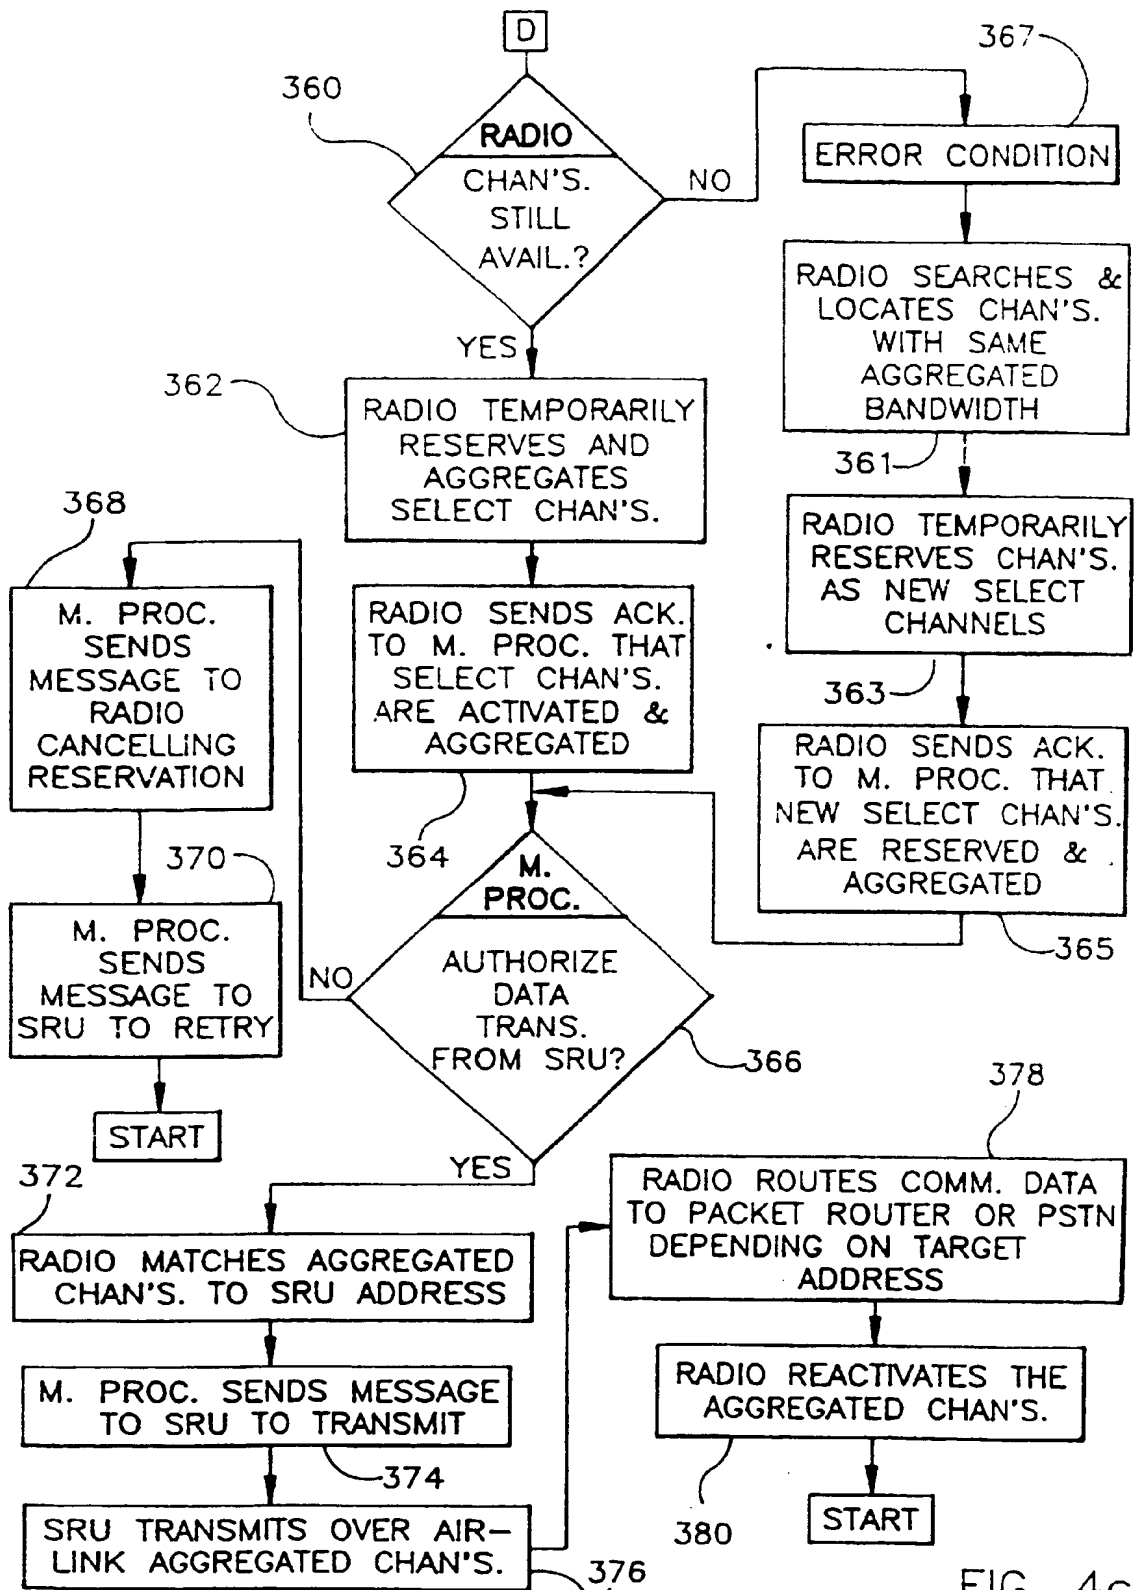 D
367
360
RADIO
CHAN'S.
STILL
AVAIL.?
NO
ERROR CONDITION
RADIO SEARCHES &
LOCATES CHAN'S.
WITH SAME
AGGREGATED
BANDWIDTH
361
YES
362
RADIO TEMPORARILY
RESERVES AND
AGGREGATES
SELECT CHAN'S.
RADIO TEMPORARILY
RESERVES CHAN'S.
AS NEW SELECT
CHANNELS
363
368
M. PROC.
SENDS
MESSAGE TO
RADIO
CANCELLING
RESERVATION
RADIO SENDS ACK.
TO M. PROC. THAT
SELECT CHAN'S.
ARE ACTIVATED &
AGGREGATED
364
RADIO SENDS ACK.
TO M. PROC. THAT
NEW SELECT CHAN'S.
ARE RESERVED &
AGGREGATED
365
370
M. PROC.
SENDS
MESSAGE TO
SRU TO RETRY
START
M.
PROC.
AUTHORIZE
DATA
TRANS.
FROM SRU?
NO
366
YES
372
RADIO MATCHES AGGREGATED
CHAN'S. TO SRU ADDRESS
M. PROC. SENDS MESSAGE
TO SRU TO TRANSMIT
374
SRU TRANSMITS OVER AIR-
LINK AGGREGATED CHAN'S.
376
378
RADIO ROUTES COMM. DATA
TO PACKET ROUTER OR PSTN
DEPENDING ON TARGET
ADDRESS
RADIO REACTIVATES THE
AGGREGATED CHAN'S.
380
START